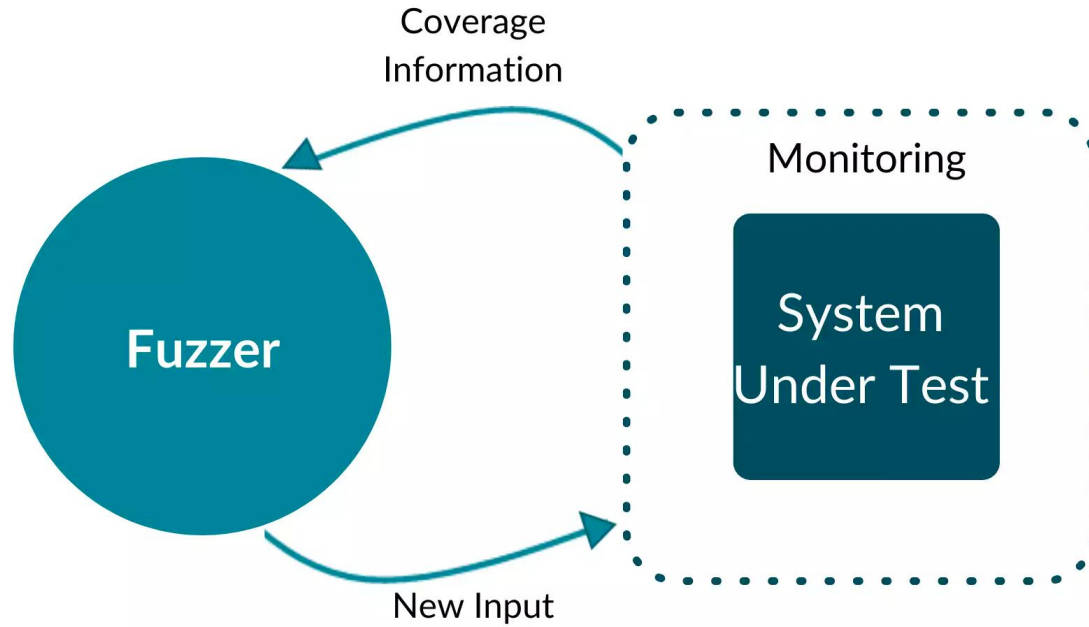 Coverage
Information
Monitoring
System
Under Test
Fuzzer
New Input